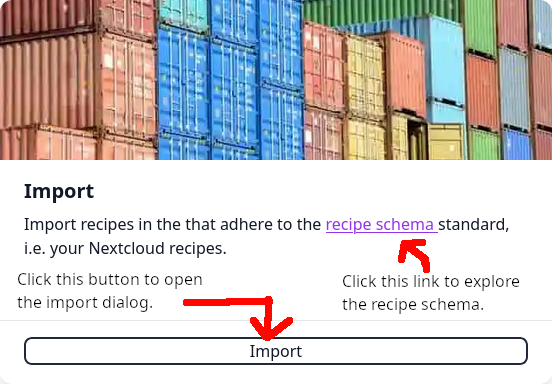 Import
Import recipes in the that adhere to the recipe schema standard,
i.e. your Nextcloud recipes.
Click this button to open
the import dialog.
Click this link to explore
the recipe schema.
Import